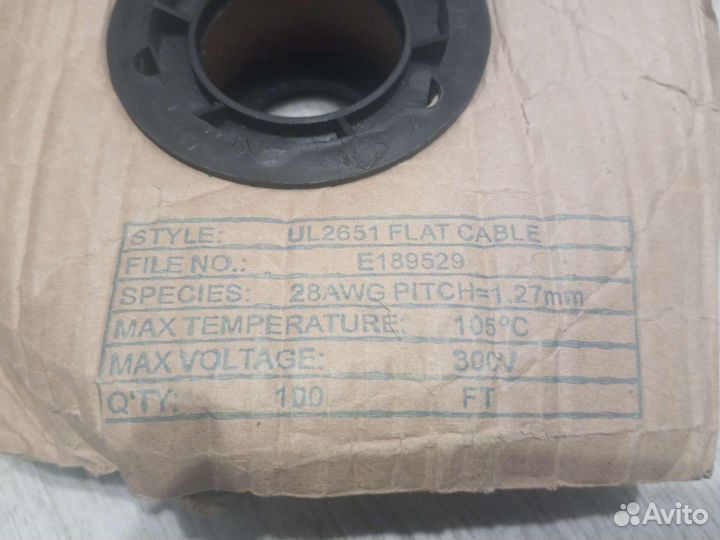 STYLE: UL2651 FLAT CABLE
FILE NO.: E189529
SPECIES: 28AWG PITCH=1.27mm
MAX TEMPERATURE: 105°C
MAX VOLTAGE: 300V
Q'TY: 100 FT
Avito